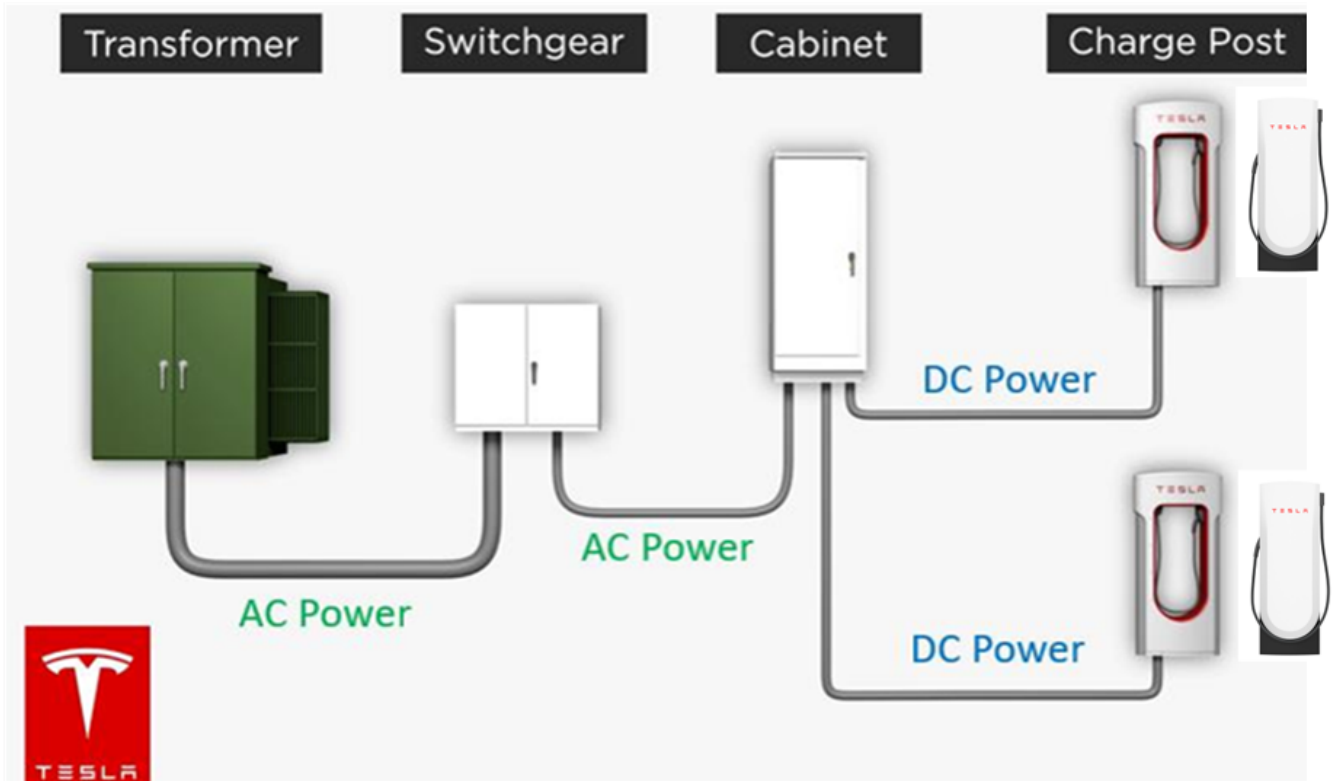 Transformer
Switchgear
Cabinet
Charge Post
TESLA
TESLA
DC Power
TESLA
TESLA
AC Power
AC Power
DC Power
TESLA